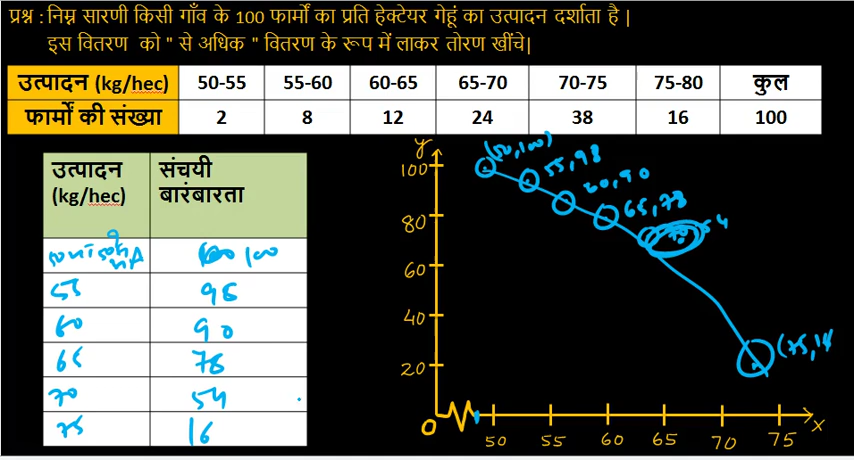 प्रश्न : निम्न सारणी किसी गाँव के 100 फार्मों का प्रति हेक्टेयर गेहूं का उत्पादन दर्शाता है |
इस वितरण को " से अधिक " वितरण के रूप में लाकर तोरण खींचे|
उत्पादन (kg/hec) 50-55 55-60 60-65 65-70 70-75 75-80 कुल
फार्मों की संख्या 2 8 12 24 38 16 100
उत्पादन (kg/hec) संचयी बारंबारता
50 100
55 98
60 90
65 78
70 54
75 16
y
(50,100)
55,98
60,90
65,78
100
80
60
40
20
0
50 55 60 65 70 75 x